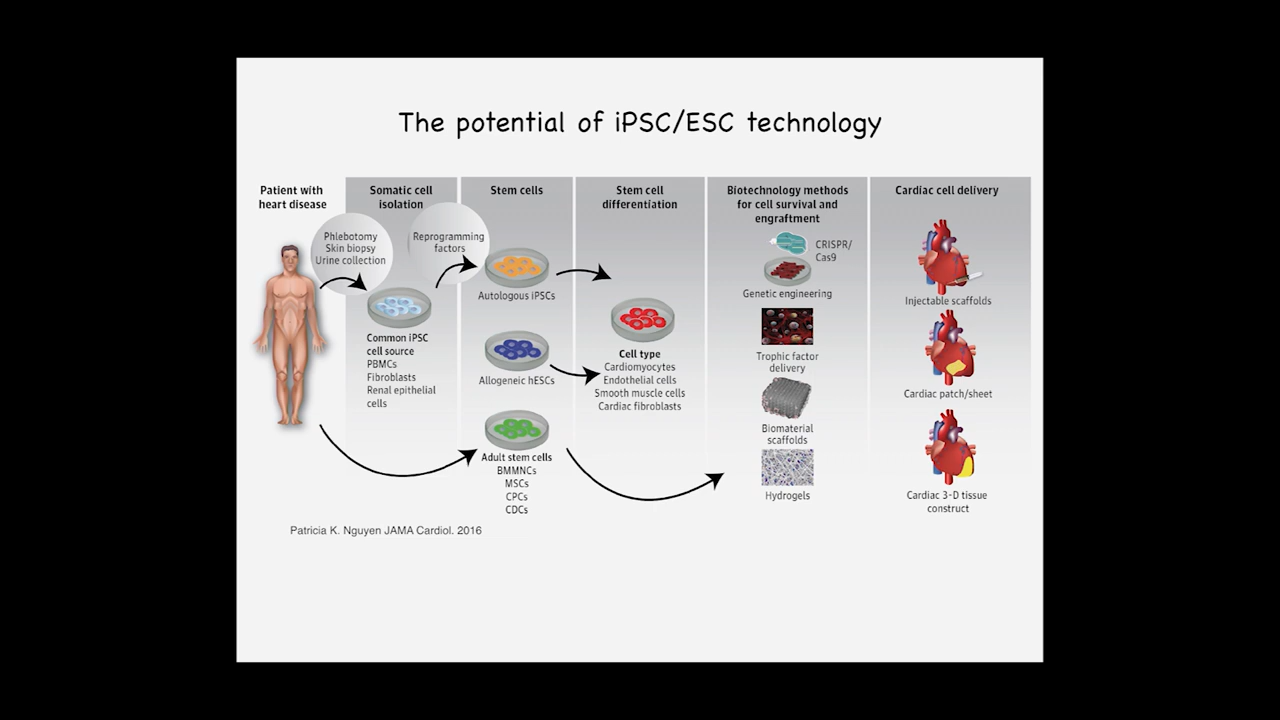 The potential of iPSC/ESC technology
Patient with
heart disease
Somatic cell
isolation
Stem cells
Stem cell
differentiation
Biotechnology methods
for cell survival and
engraftment
Cardiac cell delivery
Phlebotomy
Skin biopsy
Urine collection
Reprogramming
factors
Common iPSC
cell source
PBMCs
Fibroblasts
Renal epithelial
cells
Autologous iPSCs
Allogeneic hESCs
Adult stem cells
BMMNCs
MSCs
CPCs
CDCs
Cell type
Cardiomyocytes
Endothelial cells
Smooth muscle cells
Cardiac fibroblasts
CRISPR/
Cas9
Genetic engineering
Trophic factor
delivery
Biomaterial
scaffolds
Hydrogels
Injectable scaffolds
Cardiac patch/sheet
Cardiac 3-D tissue
construct
Patricia K. Nguyen JAMA Cardiol. 2016